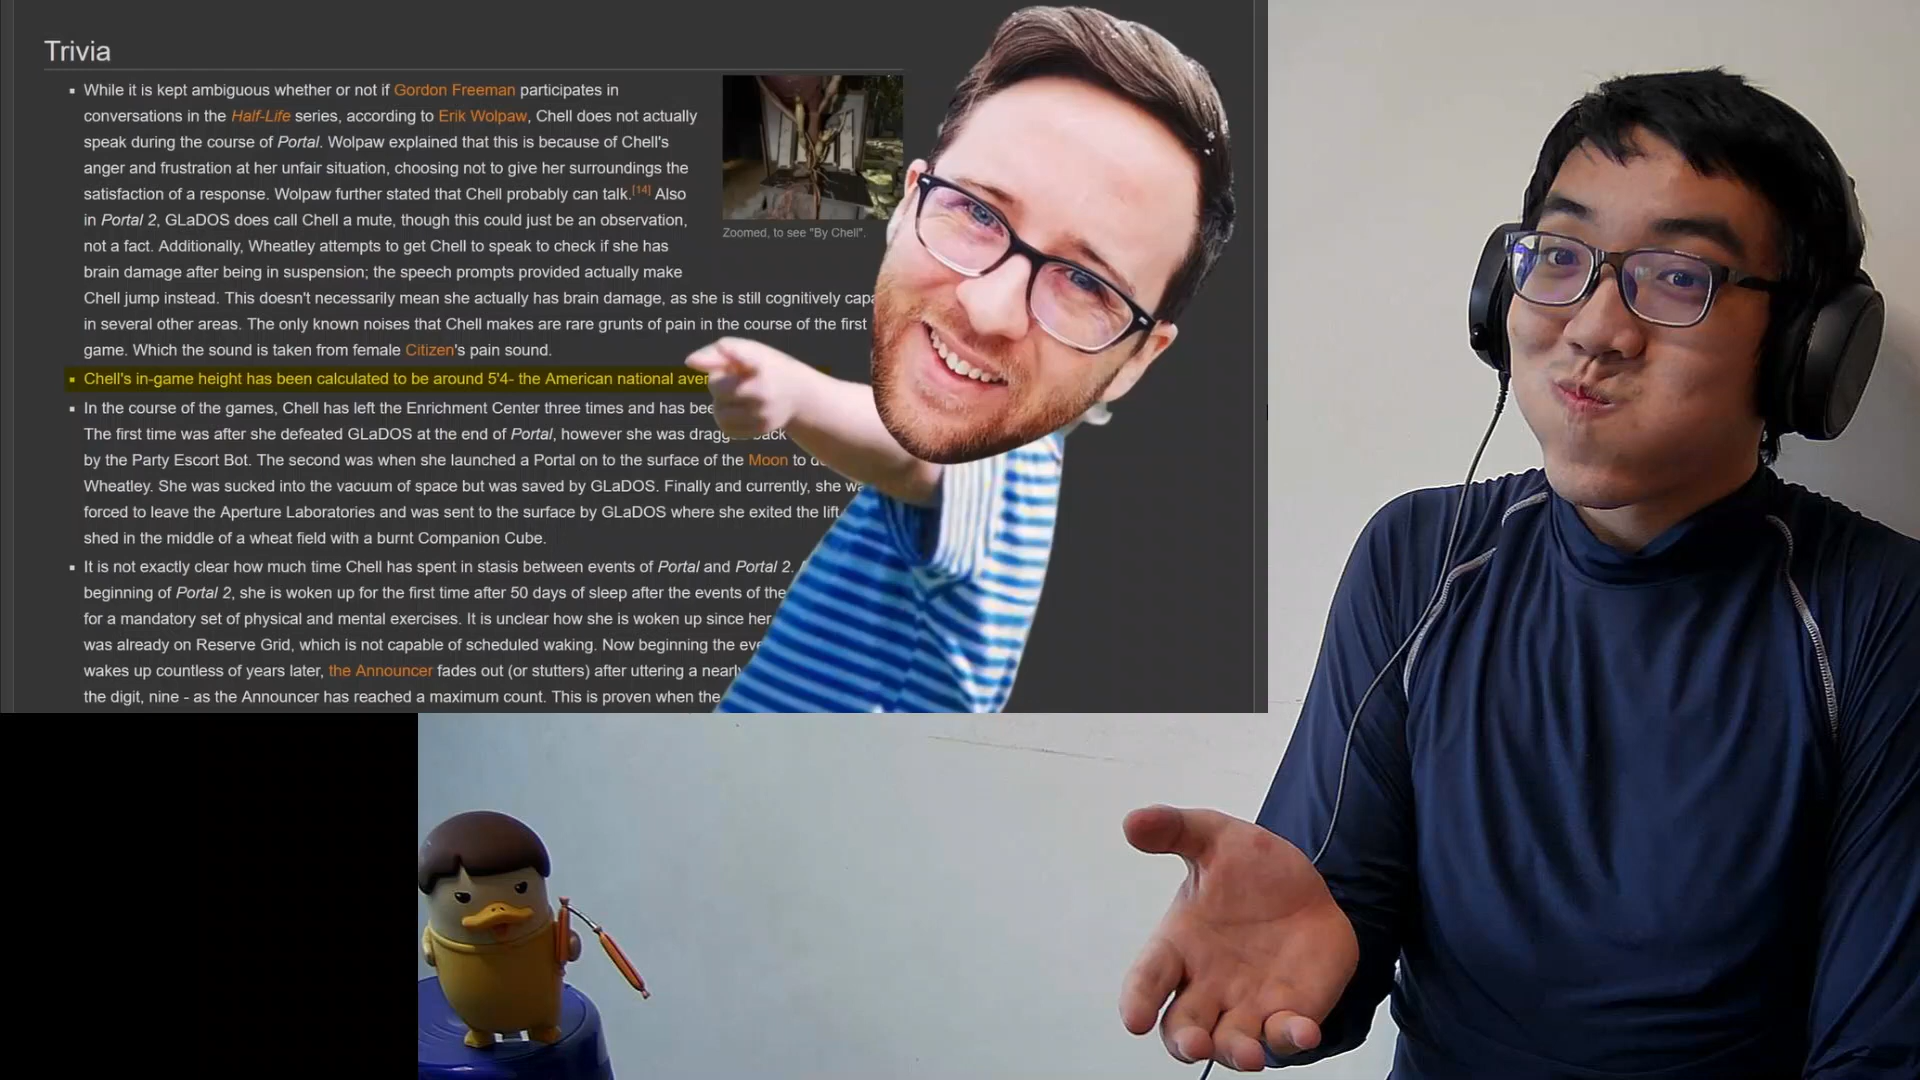 Trivia
While it is kept ambiguous whether or not if Gordon Freeman participates in
conversations in the Half-Life series, according to Erik Wolpaw, Chell does not actually
speak during the course of Portal. Wolpaw explained that this is because of Chell's
anger and frustration at her unfair situation, choosing not to give her surroundings the
satisfaction of a response. Wolpaw further stated that Chell probably can talk.[14] Also
in Portal 2, GLaDOS does call Chell a mute, though this could just be an observation,
not a fact. Additionally, Wheatley attempts to get Chell to speak to check if she has
brain damage after being in suspension; the speech prompts provided actually make
Zoomed, to see "By Chell".
Chell jump instead. This doesn't necessarily mean she actually has brain damage, as she is still cognitively
in several other areas. The only known noises that Chell makes are rare grunts of pain in the course of the first
game. Which the sound is taken from female Citizen's pain sound.
Chell's in-game height has been calculated to be around 5'4- the American national
In the course of the games, Chell has left the Enrichment Center three times and has
The first time was after she defeated GLaDOS at the end of Portal, however she was
by the Party Escort Bot. The second was when she launched a Portal on to the surface of the Moon to
Wheatley. She was sucked into the vacuum of space but was saved by GLaDOS. Finally and currently, she
forced to leave the Aperture Laboratories and was sent to the surface by GLaDOS where she exited the lift
shed in the middle of a wheat field with a burnt Companion Cube.
It is not exactly clear how much time Chell has spent in stasis between events of Portal and Portal 2.
beginning of Portal 2, she is woken up for the first time after 50 days of sleep after the events of the
for a mandatory set of physical and mental exercises. It is unclear how she is woken up since her
was already on Reserve Grid, which is not capable of scheduled waking. Now beginning the
wakes up countless of years later, the Announcer fades out (or stutters) after uttering a nearly
the digit, nine - as the Announcer has reached a maximum count. This is proven when the